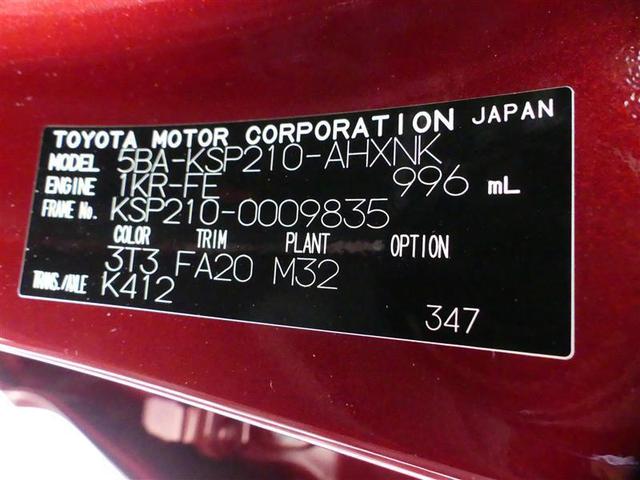 TOYOTA MOTOR CORPORATION JAPAN
MODEL 5BA-KSP210-AHXNK
ENGINE 1KR-FE 996 mL
FRAME No. KSP210-0009835
COLOR TRIM PLANT OPTION
3T3 FA20 M32
TRANS./AXLE K412
347